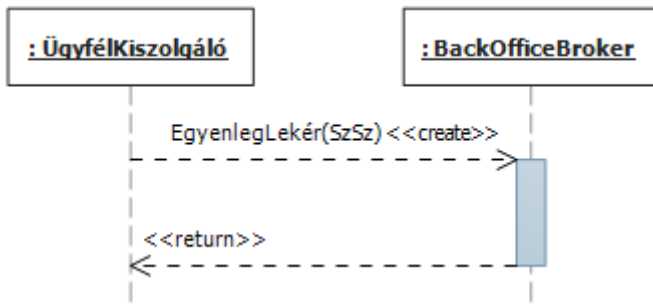 : ÜgyfélKiszolgáló
: BackOfficeBroker
EgyenlegLekér(SzSz) <<create>>
<<return>>